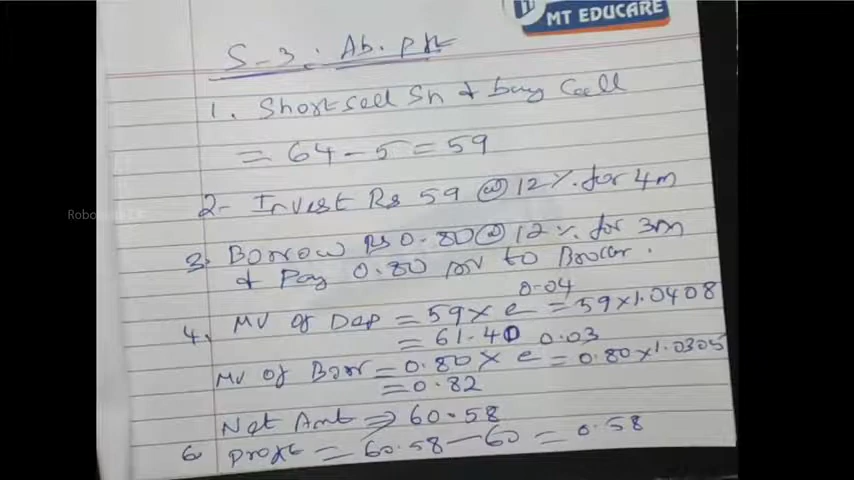 MT EDUCARE
S-3: Ab. Pft
1. Short sell Sh & buy Call
= 64 - 5 = 59
2- Invest Rs 59 @ 12%. for 4m
3. Borrow Rs 0.80 @ 12%. for 3m
& Pay 0.80 to Broker.
4. MV of Dep = 59 x e^0.04 = 59 x 1.0408
= 61.40
MV of Borr = 0.80 x e^0.03 = 0.80 x 1.0305
= 0.82
Net Amt => 60.58
6 Profit = 60.58 - 60 = 0.58